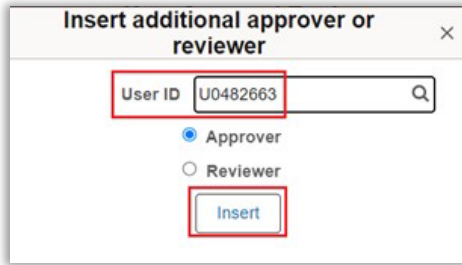 Insert additional approver or
reviewer
User ID U0482663
Approver
Reviewer
Insert